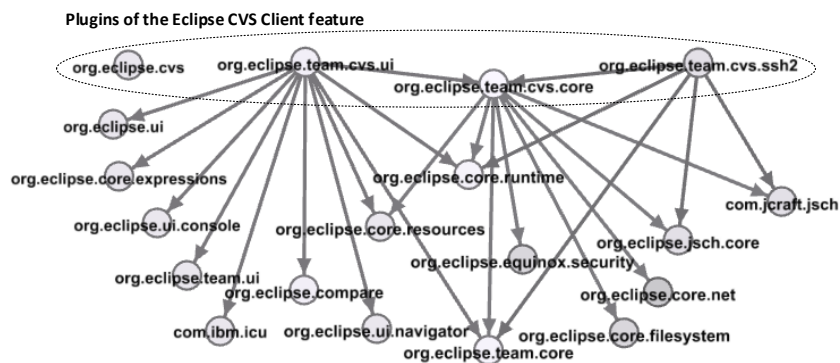 Plugins of the Eclipse CVS Client feature
org.eclipse.cvs
org.eclipse.team.cvs.ui
org.eclipse.team.cvs.core
org.eclipse.team.cvs.ssh2
org.eclipse.ui
org.eclipse.core.expressions
org.eclipse.core.runtime
com.jcraft.jsch
org.eclipse.ui.console
org.eclipse.core.resources
org.eclipse.jsch.core
org.eclipse.equinox.security
org.eclipse.team.ui
org.eclipse.compare
org.eclipse.core.net
com.ibm.icu
org.eclipse.ui.navigator
org.eclipse.core.filesystem
org.eclipse.team.core